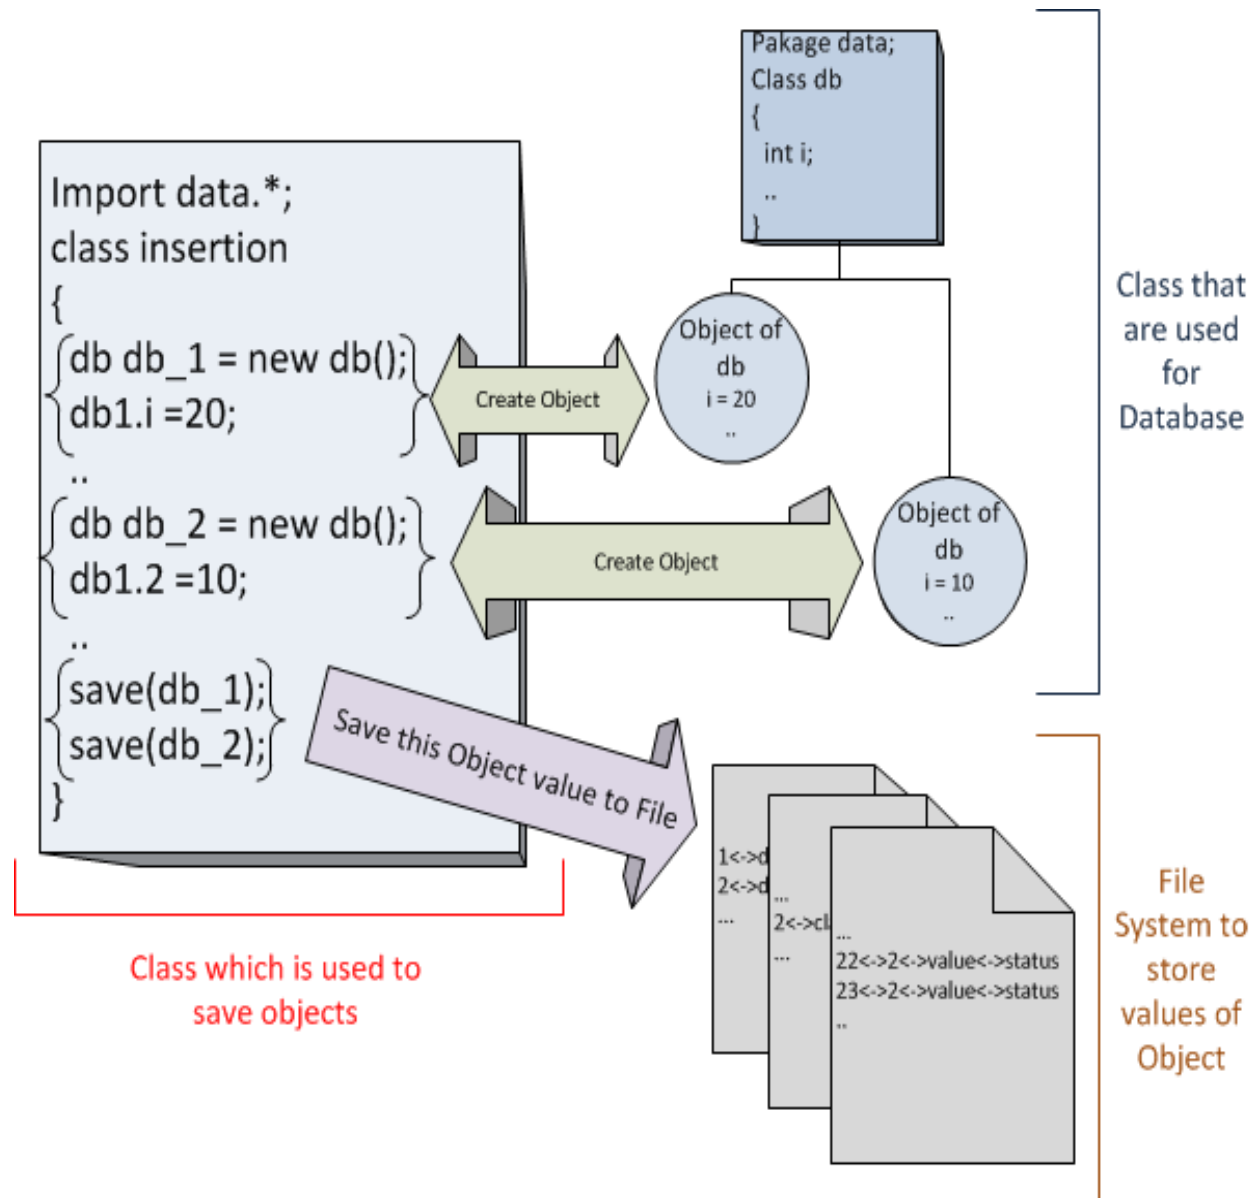 Pakage data;
Class db
{
int i;
..
}
Import data.*;
class insertion
{
db db_1 = new db();
db1.i =20;
..
db db_2 = new db();
db1.2 =10;
..
save(db_1);
save(db_2);
}
Create Object
Object of
db
i = 20
..
Create Object
Object of
db
i = 10
..
Class that
are used
for
Database
Save this Object value to File
Class which is used to
save objects
1<->d
2<->d
...
...
2<->cl
...
...
22<->2<->value<->status
23<->2<->value<->status
..
File
System to
store
values of
Object